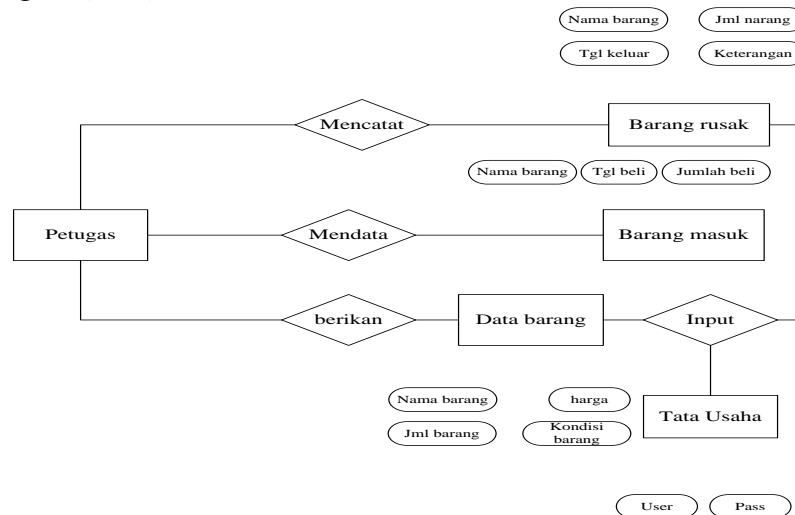 Nama barang
Jml narang
Tgl keluar
Keterangan
Mencatat
Barang rusak
Nama barang
Tgl beli
Jumlah beli
Petugas
Mendata
Barang masuk
berikan
Data barang
Input
Nama barang
harga
Tata Usaha
Jml barang
Kondisi
barang
User
Pass